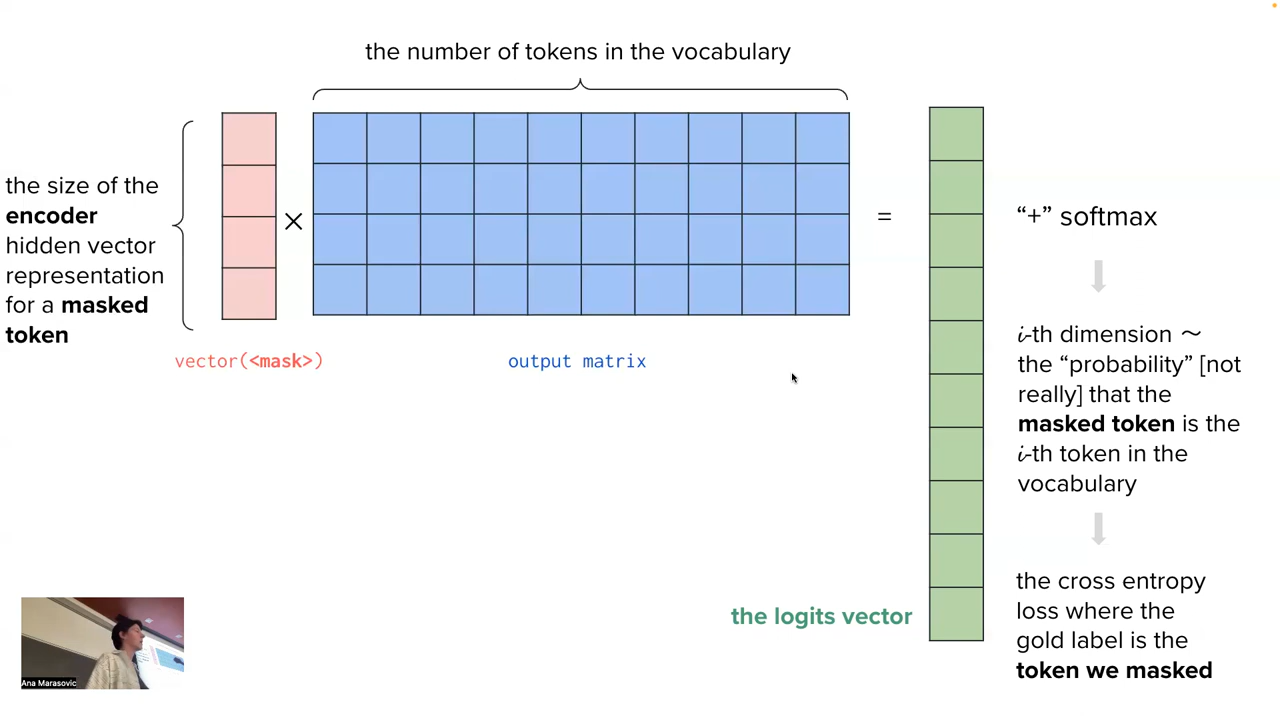 the number of tokens in the vocabulary
the size of the
encoder
hidden vector
representation
for a masked
token
×
=
vector(<mask>)
output matrix
the logits vector
“+” softmax
i-th dimension ~
the “probability” [not
really] that the
masked token is the
i-th token in the
vocabulary
the cross entropy
loss where the
gold label is the
token we masked
Ana Marasovic